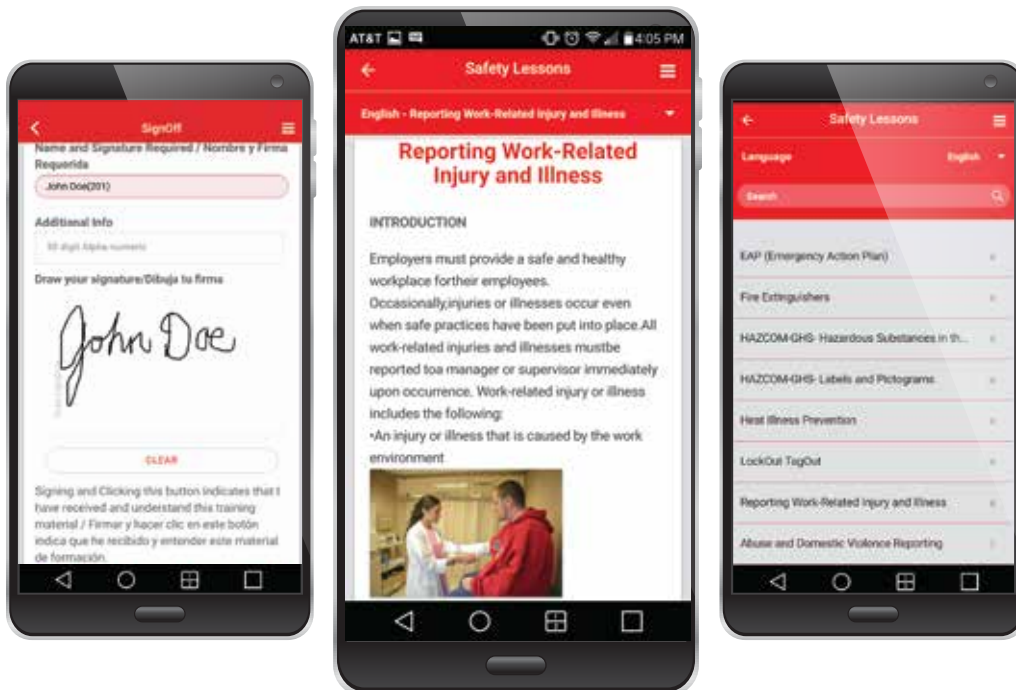 SignOff
Name and Signature Required / Nombre y Firma
Requerida
John Doe(201)
Additional Info
50 digit Alpha numeric
Draw your signature/Dibuja tu firma
John Doe
CLEAR
Signing and Clicking this button indicates that I
have received and understand this training
material / Firmar y hacer clic en este botón
indica que he recibido y entender este material
de formación.
AT&T 4:05 PM
Safety Lessons
English - Reporting Work-Related Injury and Illness
Reporting Work-Related
Injury and Illness
INTRODUCTION
Employers must provide a safe and healthy
workplace fortheir employees.
Occasionally,injuries or illnesses occur even
when safe practices have been put into place.All
work-related injuries and illnesses mustbe
reported toa manager or supervisor immediately
upon occurrence. Work-related injury or illness
includes the following:
•An injury or illness that is caused by the work
environment
Safety Lessons
Language English
Search
EAP (Emergency Action Plan)
Fire Extinguishers
HAZCOM-GHS- Hazardous Substances in th...
HAZCOM-GHS- Labels and Pictograms
Heat Illness Prevention
LockOut TagOut
Reporting Work-Related Injury and Illness
Abuse and Domestic Violence Reporting